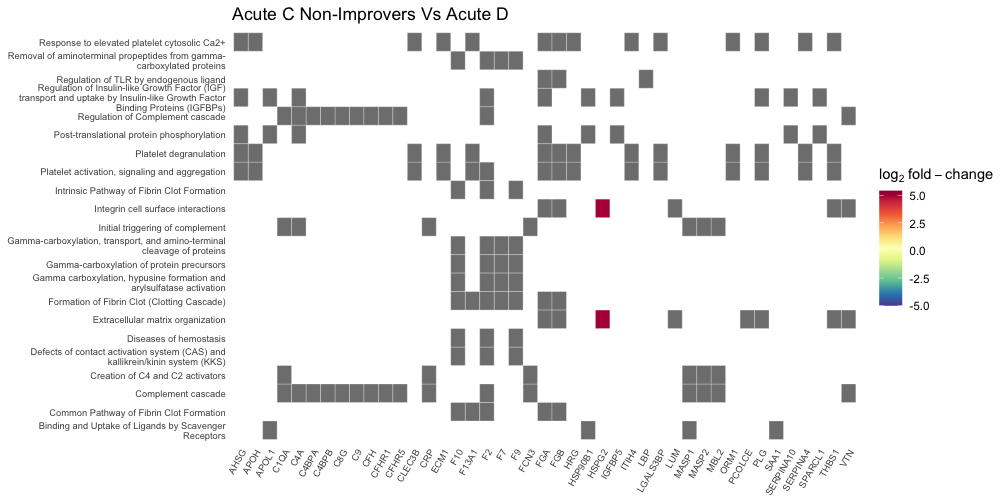 Acute C Non-Improvers Vs Acute D
Response to elevated platelet cytosolic Ca2+
Removal of aminoterminal propeptides from gamma-
carboxylated proteins
Regulation of TLR by endogenous ligand
Regulation of Insulin-like Growth Factor (IGF)
transport and uptake by Insulin-like Growth Factor
Binding Proteins (IGFBPs)
Regulation of Complement cascade
Post-translational protein phosphorylation
Platelet degranulation
Platelet activation, signaling and aggregation
Intrinsic Pathway of Fibrin Clot Formation
Integrin cell surface interactions
Initial triggering of complement
Gamma-carboxylation, transport, and amino-terminal
cleavage of proteins
Gamma-carboxylation of protein precursors
Gamma carboxylation, hypusine formation and
arylsulfatase activation
Formation of Fibrin Clot (Clotting Cascade)
Extracellular matrix organization
Diseases of hemostasis
Defects of contact activation system (CAS) and
kallikrein/kinin system (KKS)
Creation of C4 and C2 activators
Complement cascade
Common Pathway of Fibrin Clot Formation
Binding and Uptake of Ligands by Scavenger
Receptors
AHSG
APOH
APOL1
C1QA
C4A
C4BPA
C4BPB
C8G
C9
CFH
CFHR1
CFHR5
CLEC3B
CRP
ECM1
F10
F13A1
F2
F7
F9
FCN3
FGA
FGB
HRG
HSP90B1
HSPG2
IGFBP5
ITIH4
LBP
LGALS3BP
LUM
MASP1
MASP2
MBL2
ORM1
PCOLCE
PLG
SAA1
SERPINA10
SERPINA4
SPARCL1
THBS1
VTN
log2 fold – change
5.0
2.5
0.0
-2.5
-5.0